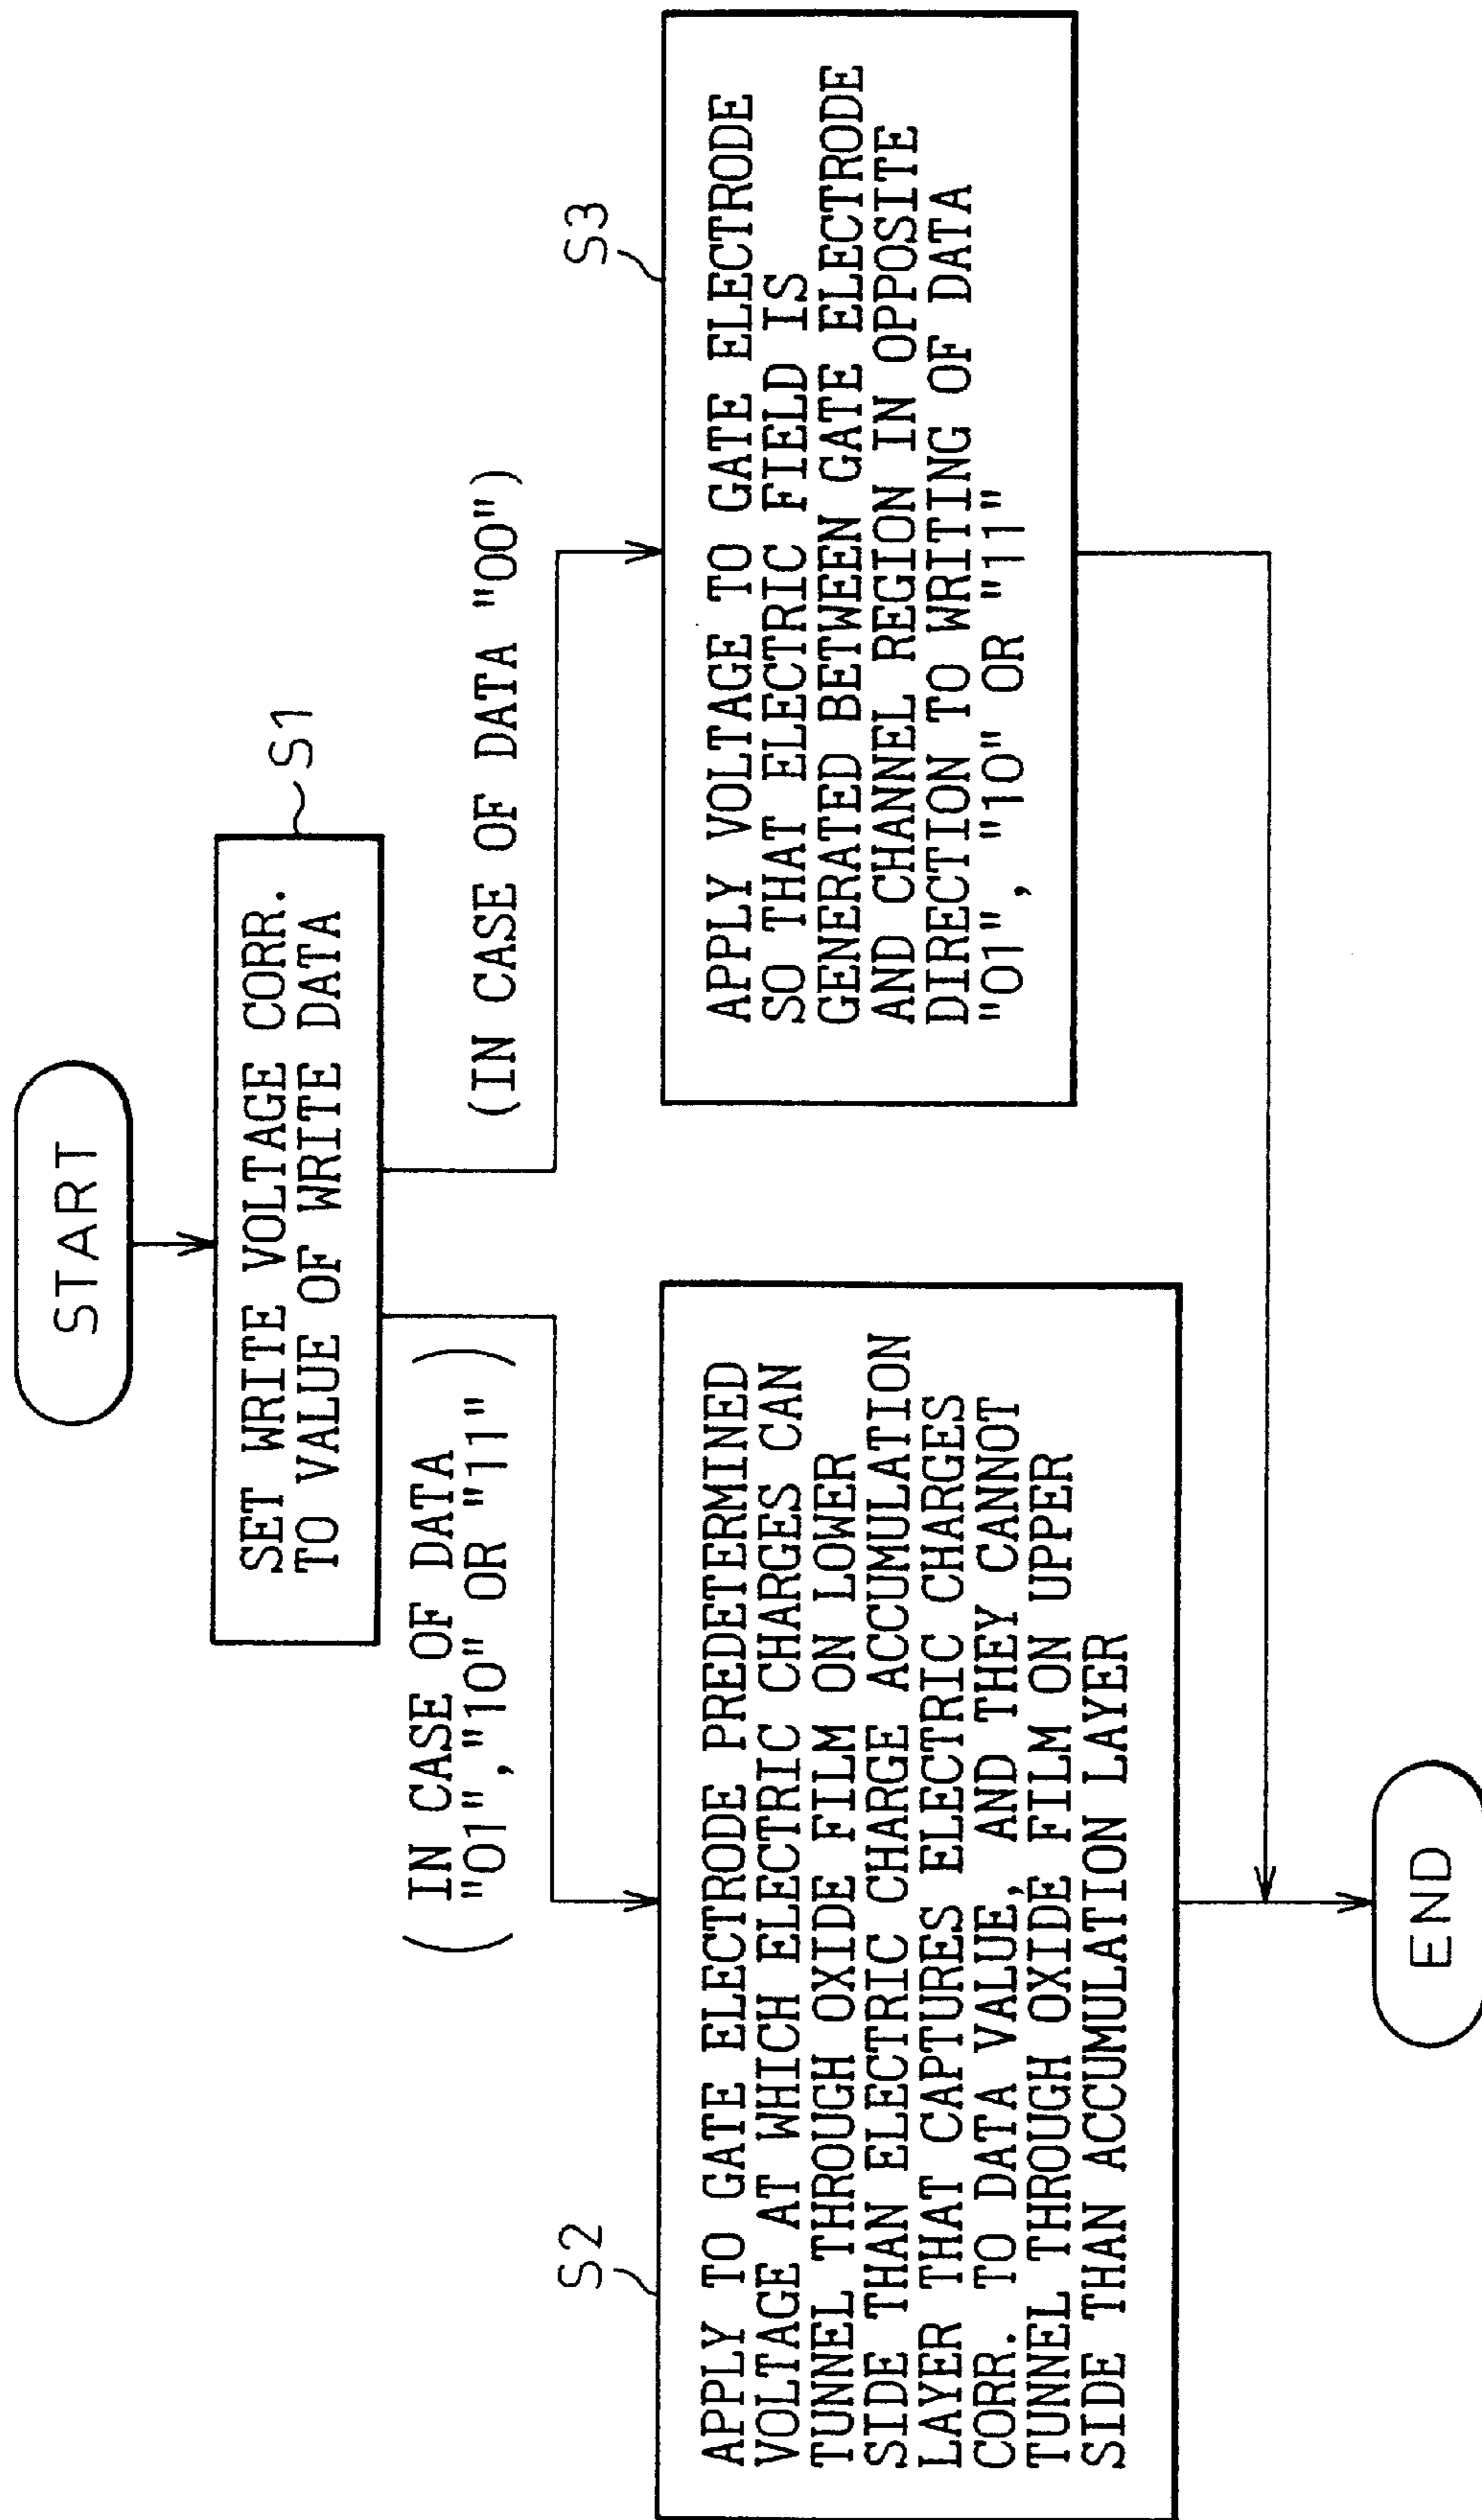 START
S1
SET WRITE VOLTAGE CORR.
TO VALUE OF WRITE DATA
(IN CASE OF DATA
"01","10" OR "11")
(IN CASE OF DATA "00")
S2
APPLY TO GATE ELECTRODE PREDETERMINED
VOLTAGE AT WHICH ELECTRIC CHARGES CAN
TUNNEL THROUGH OXIDE FILM ON LOWER
SIDE THAN ELECTRIC CHARGE ACCUMULATION
LAYER THAT CAPTURES ELECTRIC CHARGES
CORR. TO DATA VALUE, AND THEY CANNOT
TUNNEL THROUGH OXIDE FILM ON UPPER
SIDE THAN ACCUMULATION LAYER
S3
APPLY VOLTAGE TO GATE ELECTRODE
SO THAT ELECTRIC FIELD IS
GENERATED BETWEEN GATE ELECTRODE
AND CHANNEL REGION IN OPPOSITE
DIRECTION TO WRITING OF DATA
"01", "10" OR "11"
END